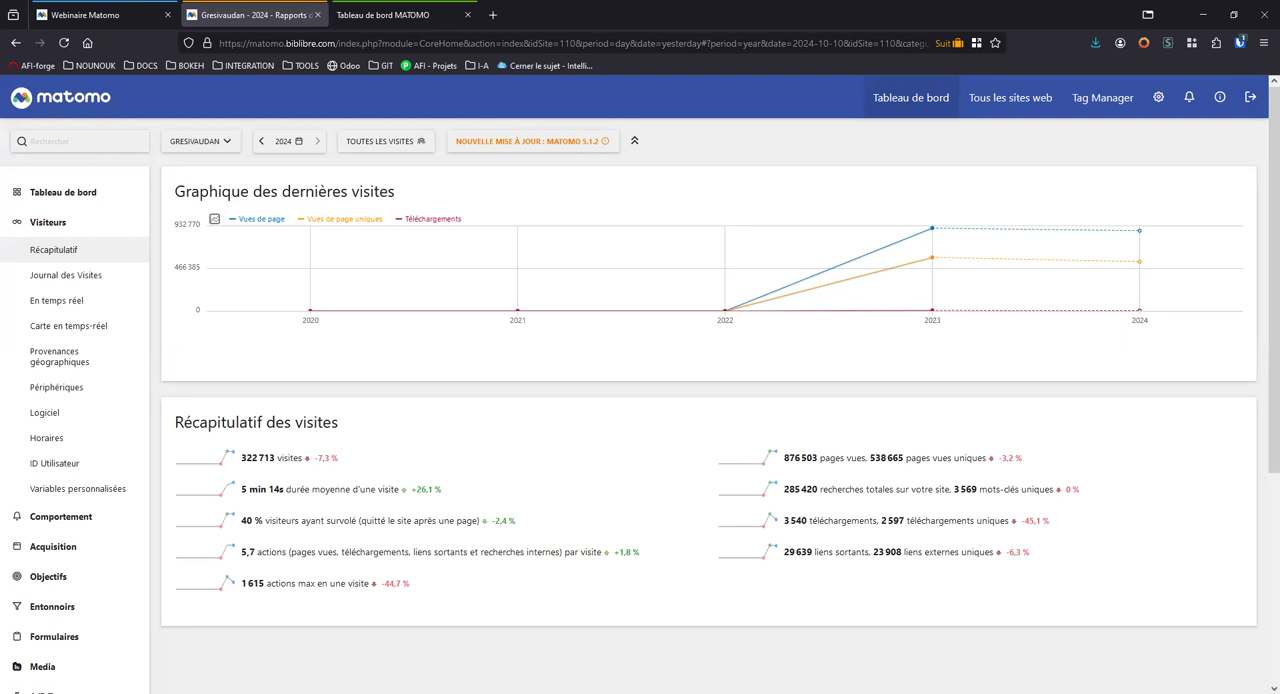 Webinaire Matomo
Gresivaudan - 2024 - Rapports
Tableau de bord MATOMO
https://matomo.biblibre.com/index.php?module=CoreHome&action=index&idSite=110&period=day&date=yesterday#?period=year&date=2024-10-10&idSite=110&categ
Suit
AFI-forge NOUNOUK DOCS BOKEH INTEGRATION TOOLS Odoo GIT AFI - Projets I-A Cerner le sujet - Intelli...
matomo
Tableau de bord Tous les sites web Tag Manager
Rechercher
GRESIVAUDAN 2024 TOUTES LES VISITES NOUVELLE MISE À JOUR : MATOMO 5.1.2
Tableau de bord
Visiteurs
Récapitulatif
Journal des Visites
En temps réel
Carte en temps-réel
Provenances
géographiques
Périphériques
Logiciel
Horaires
ID Utilisateur
Variables personnalisées
Comportement
Acquisition
Objectifs
Entonnoirs
Formulaires
Media
Graphique des dernières visites
Vues de page Vues de page uniques Téléchargements
932 770
466 385
0
2020 2021 2022 2023 2024
Récapitulatif des visites
322 713 visites -7,3 %
5 min 14s durée moyenne d'une visite +26,1 %
40 % visiteurs ayant survolé (quitté le site après une page) -2,4 %
5,7 actions (pages vues, téléchargements, liens sortants et recherches internes) par visite +1,8 %
1 615 actions max en une visite -44,7 %
876 503 pages vues, 538 665 pages vues uniques -3,2 %
285 420 recherches totales sur votre site, 3 569 mots-clés uniques 0 %
3 540 téléchargements, 2 597 téléchargements uniques -45,1 %
29 639 liens sortants, 23 908 liens externes uniques -6,3 %